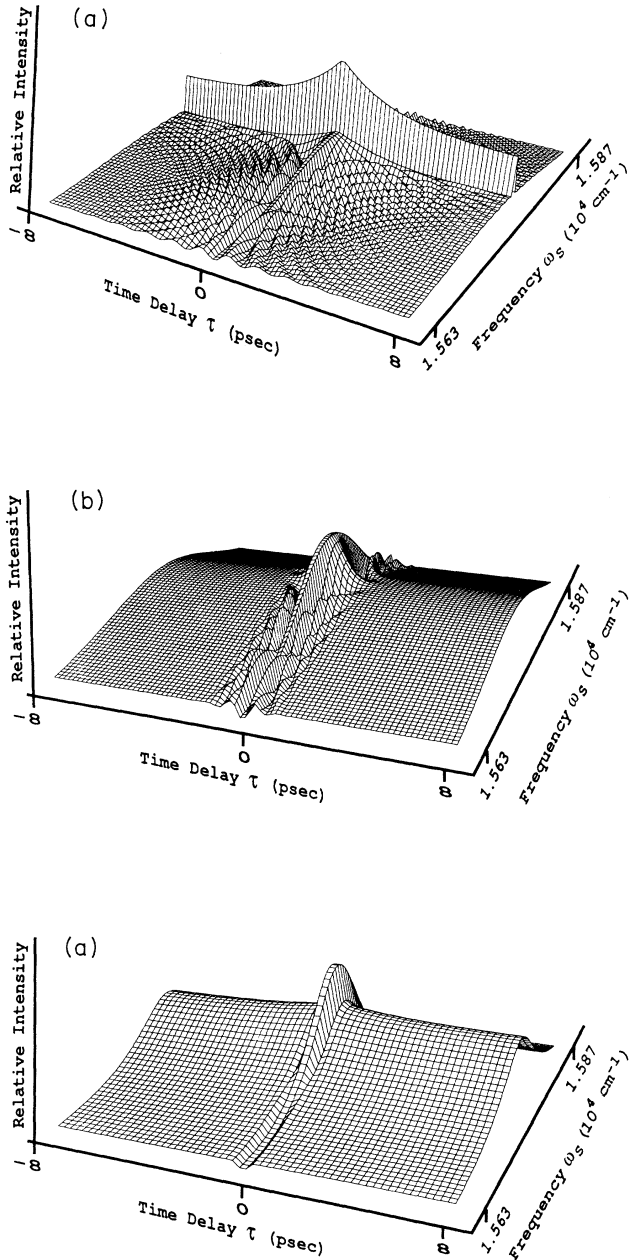 (a)
Relative Intensity
-8
0
8
Time Delay τ (psec)
1.563
1.587
Frequency ωs (10⁴ cm⁻¹)
(b)
Relative Intensity
-8
0
8
Time Delay τ (psec)
1.563
1.587
Frequency ωs (10⁴ cm⁻¹)
(a)
Relative Intensity
-8
0
8
Time Delay τ (psec)
1.563
1.587
Frequency ωs (10⁴ cm⁻¹)